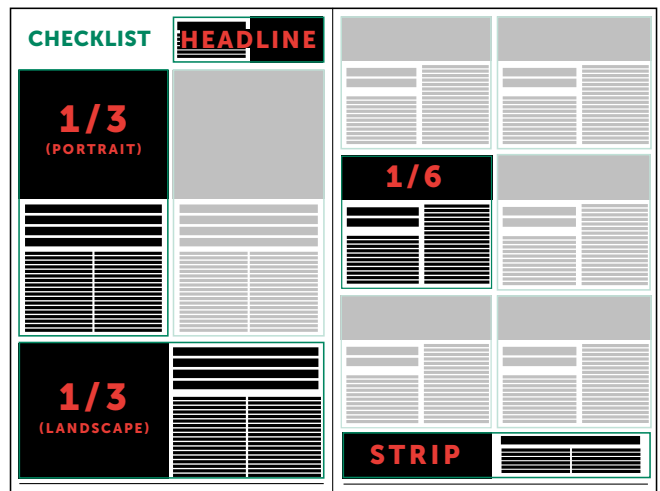 CHECKLIST
HEADLINE
1/3
(PORTRAIT)
1/3
(LANDSCAPE)
1/6
STRIP